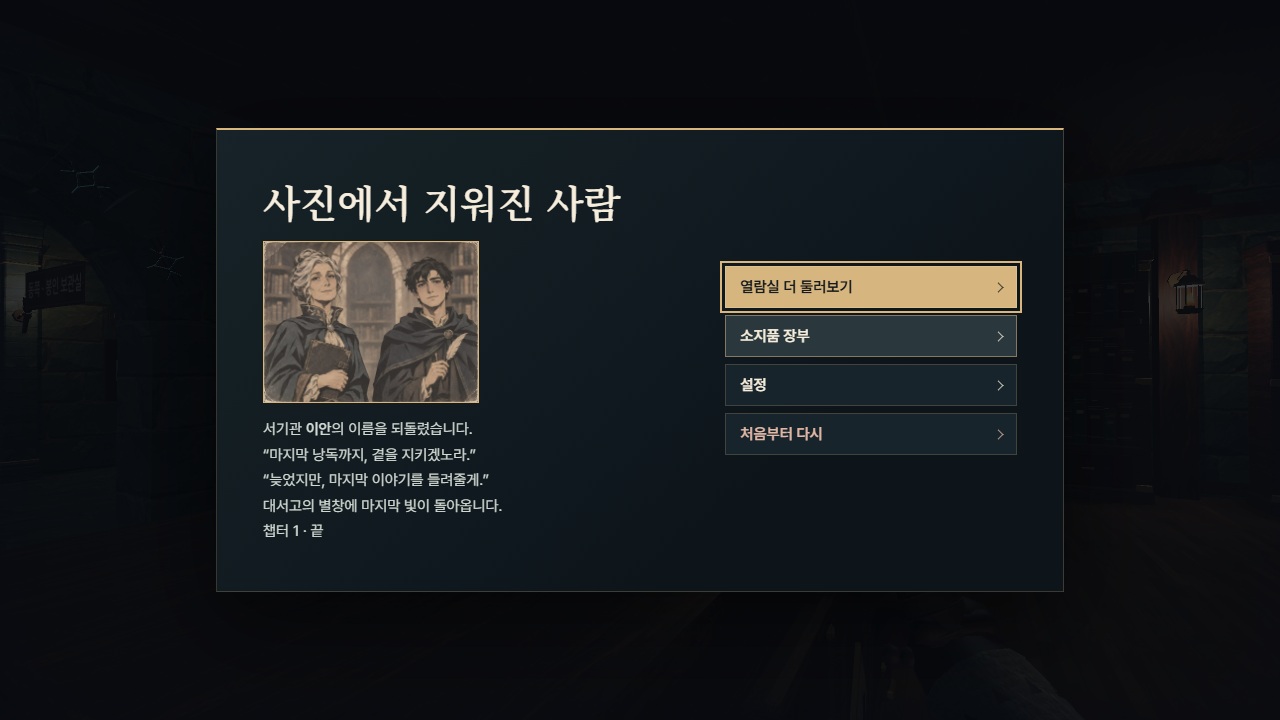 사진에서 지워진 사람
서기관 이안의 이름을 되돌렸습니다.
“마지막 낭독까지, 곁을 지키겠노라.”
“늦었지만, 마지막 이야기를 들려줄게.”
대서고의 별창에 마지막 빛이 돌아옵니다.
챕터 1 · 끝
열람실 더 둘러보기
소지품 장부
설정
처음부터 다시